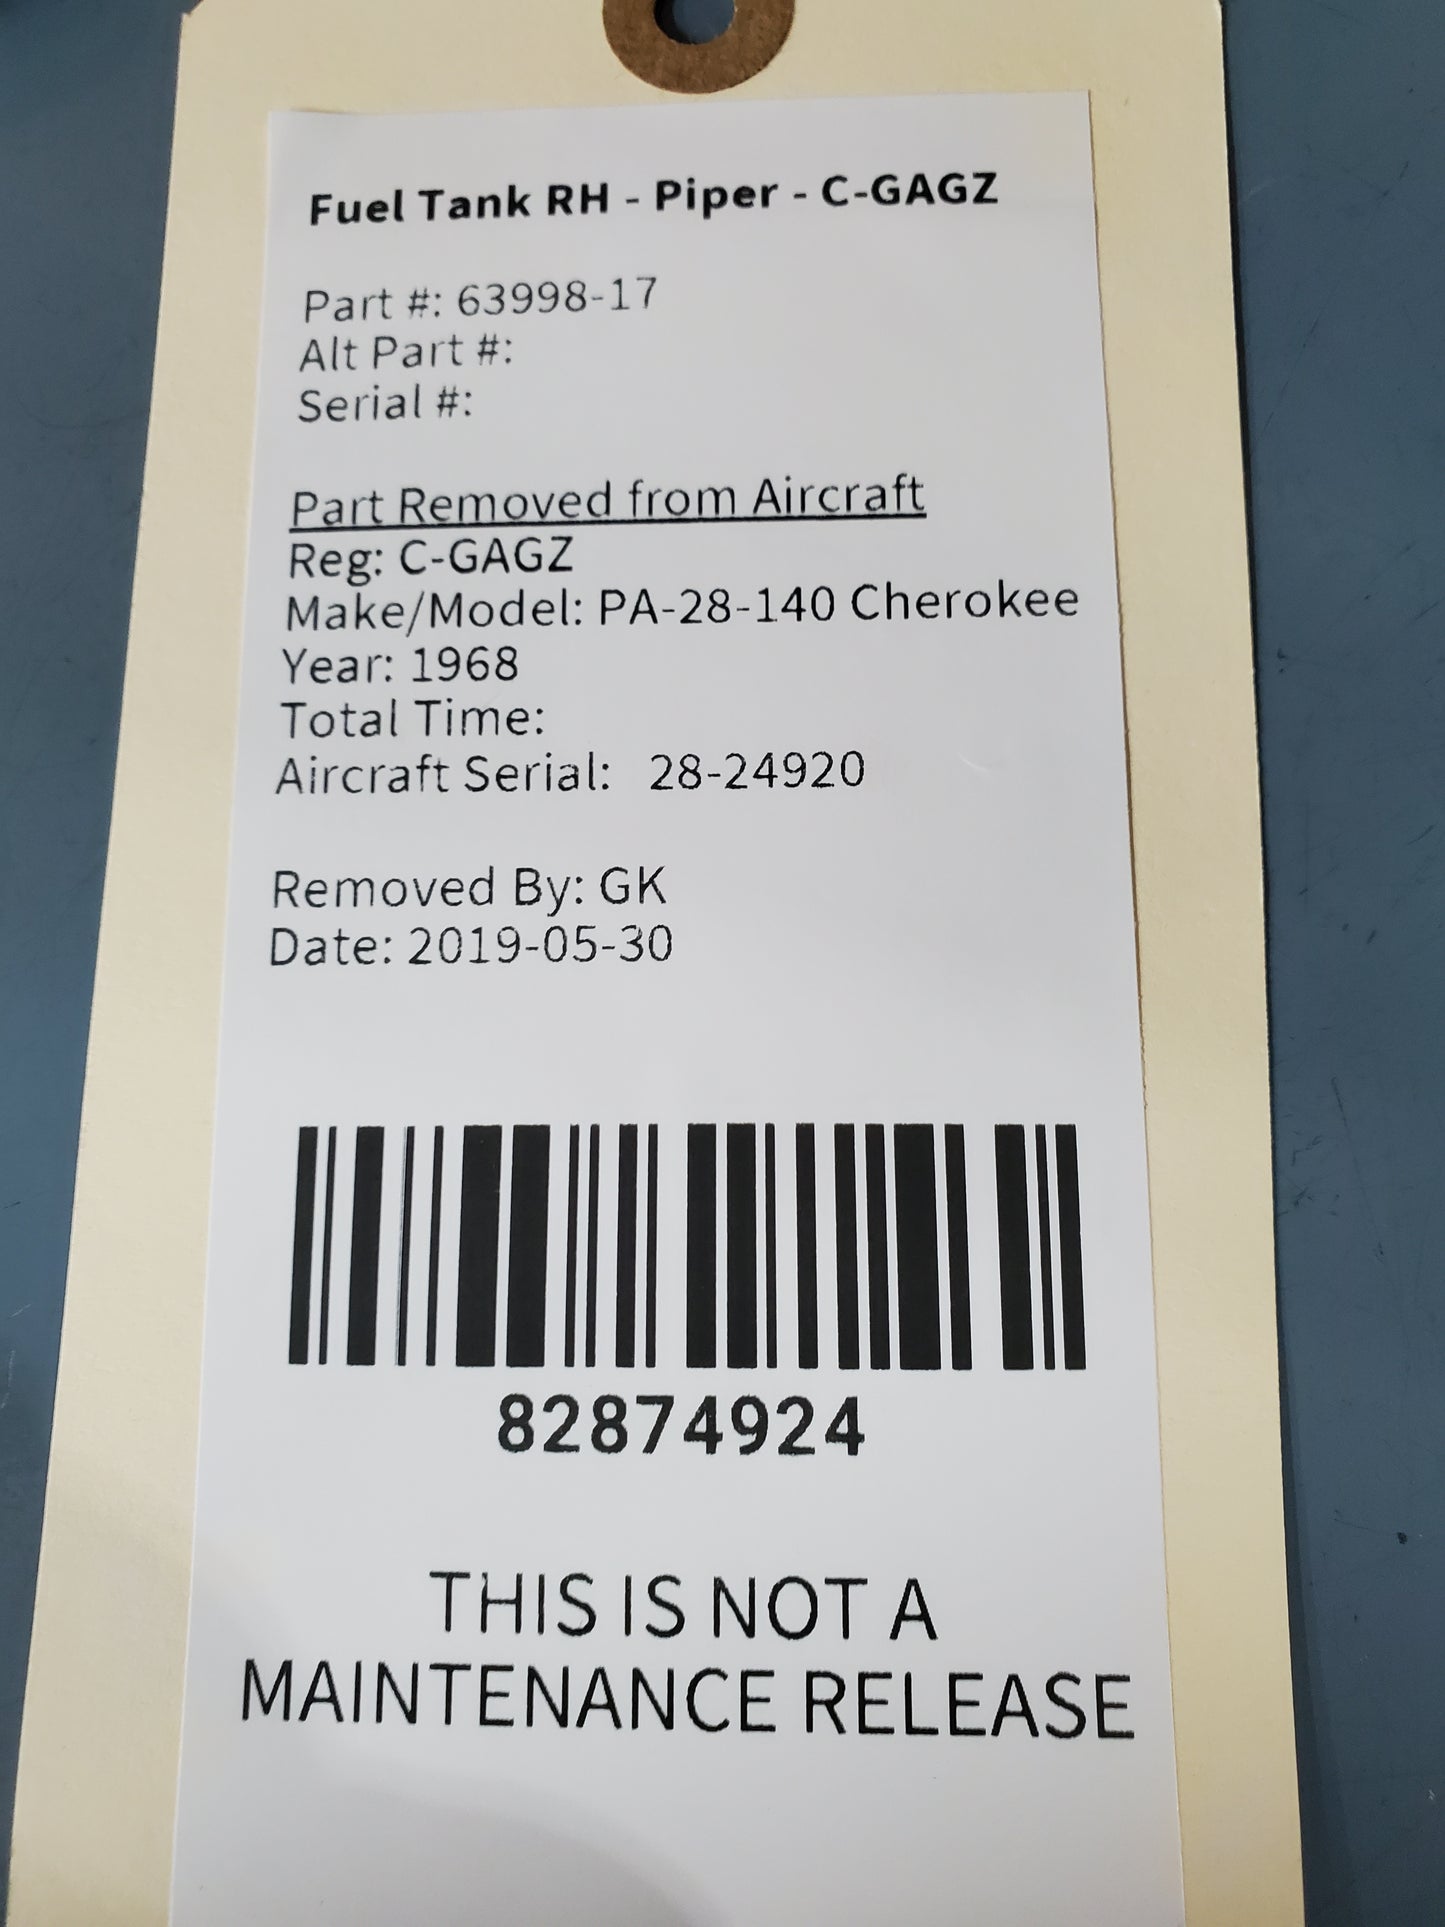 Fuel Tank RH - Piper - C-GAGZ
Part #: 63998-17
Alt Part #:
Serial #:
Part Removed from Aircraft
Reg: C-GAGZ
Make/Model: PA-28-140 Cherokee
Year: 1968
Total Time:
Aircraft Serial: 28-24920
Removed By: GK
Date: 2019-05-30
82874924
THIS IS NOT A
MAINTENANCE RELEASE